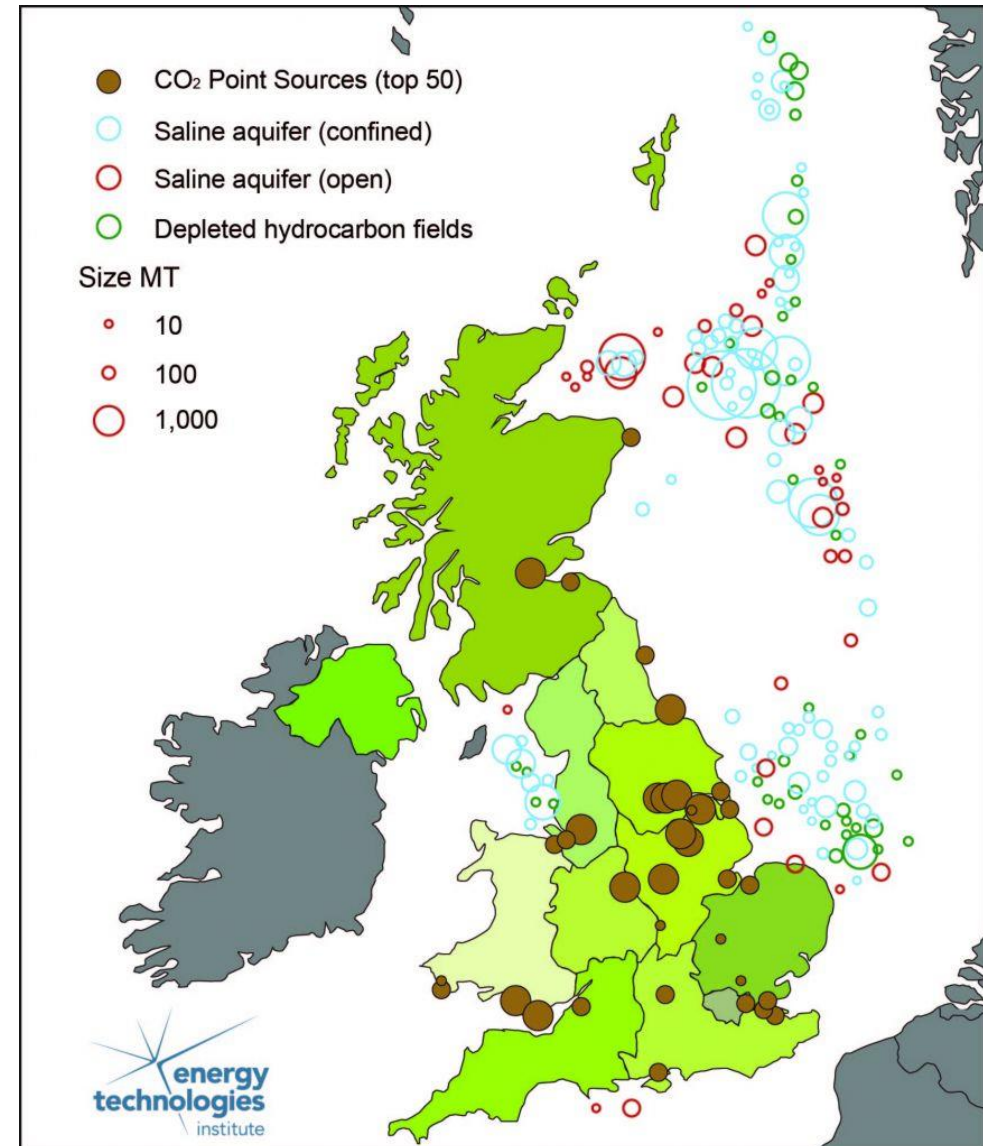 CO₂ Point Sources (top 50)
Saline aquifer (confined)
Saline aquifer (open)
Depleted hydrocarbon fields
Size MT
10
100
1,000
energy
technologies
institute